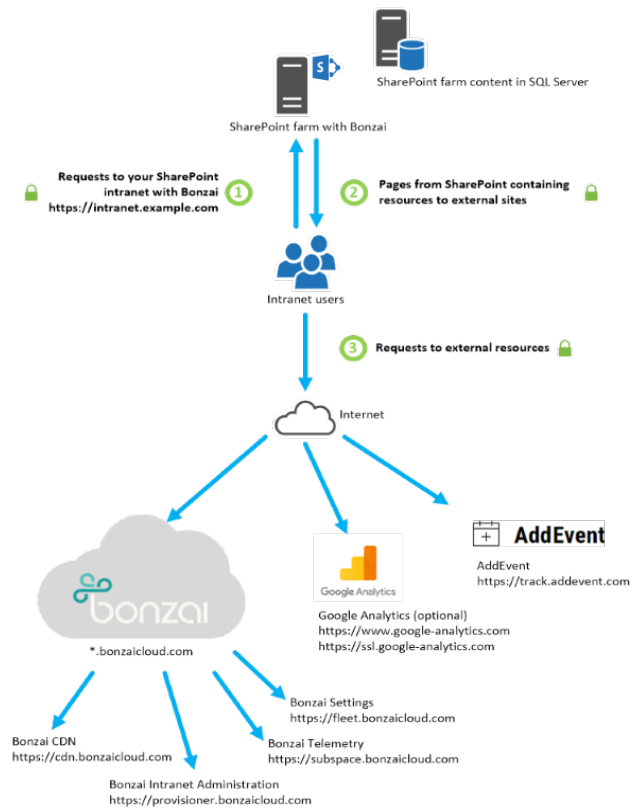 SharePoint farm content in SQL Server
S
SharePoint farm with Bonzai
Requests to your SharePoint
intranet with Bonzai
https://intranet.example.com
1
2
Pages from SharePoint containing
resources to external sites
Intranet users
3
Requests to external resources
Internet
bonzai
*.bonzaicloud.com
Google Analytics
Google Analytics (optional)
https://www.google-analytics.com
https://ssl.google-analytics.com
AddEvent
AddEvent
https://track.addevent.com
Bonzai Settings
https://fleet.bonzaicloud.com
Bonzai CDN
https://cdn.bonzaicloud.com
Bonzai Telemetry
https://subspace.bonzaicloud.com
Bonzai Intranet Administration
https://provisioner.bonzaicloud.com